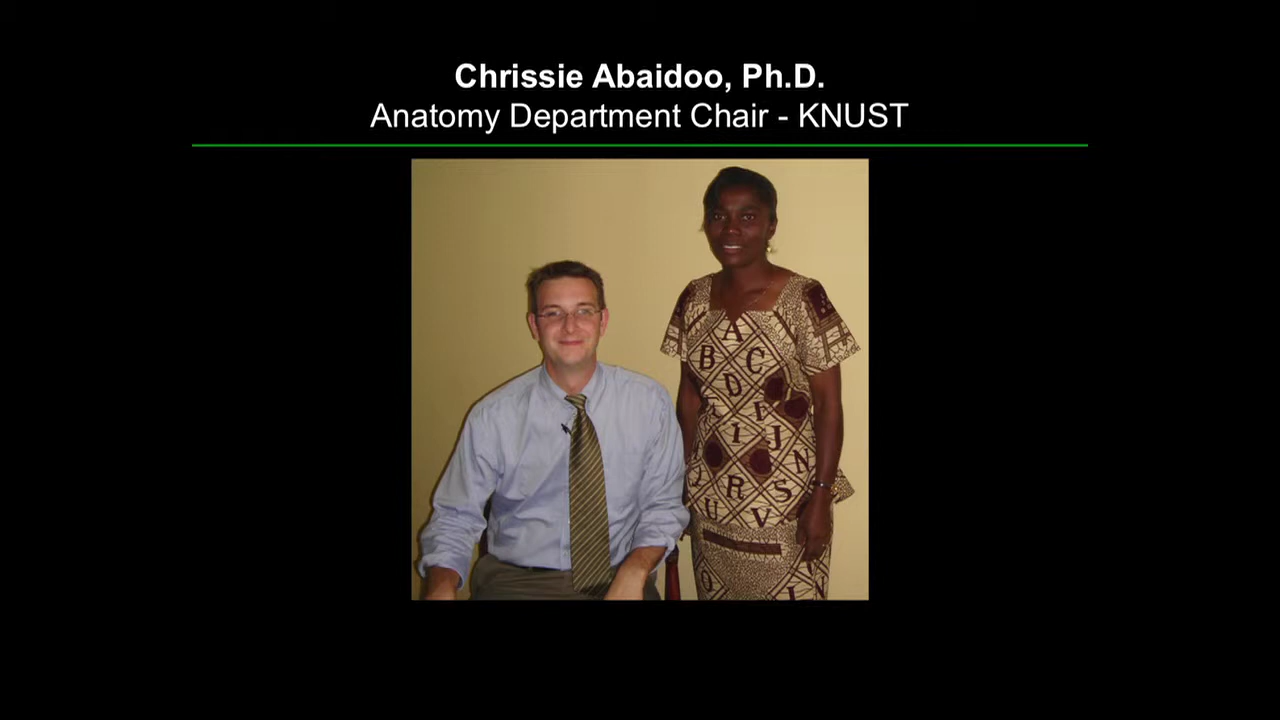 Chrissie Abaidoo, Ph.D.
Anatomy Department Chair - KNUST
A
B C
D
I J
N
R S
U V